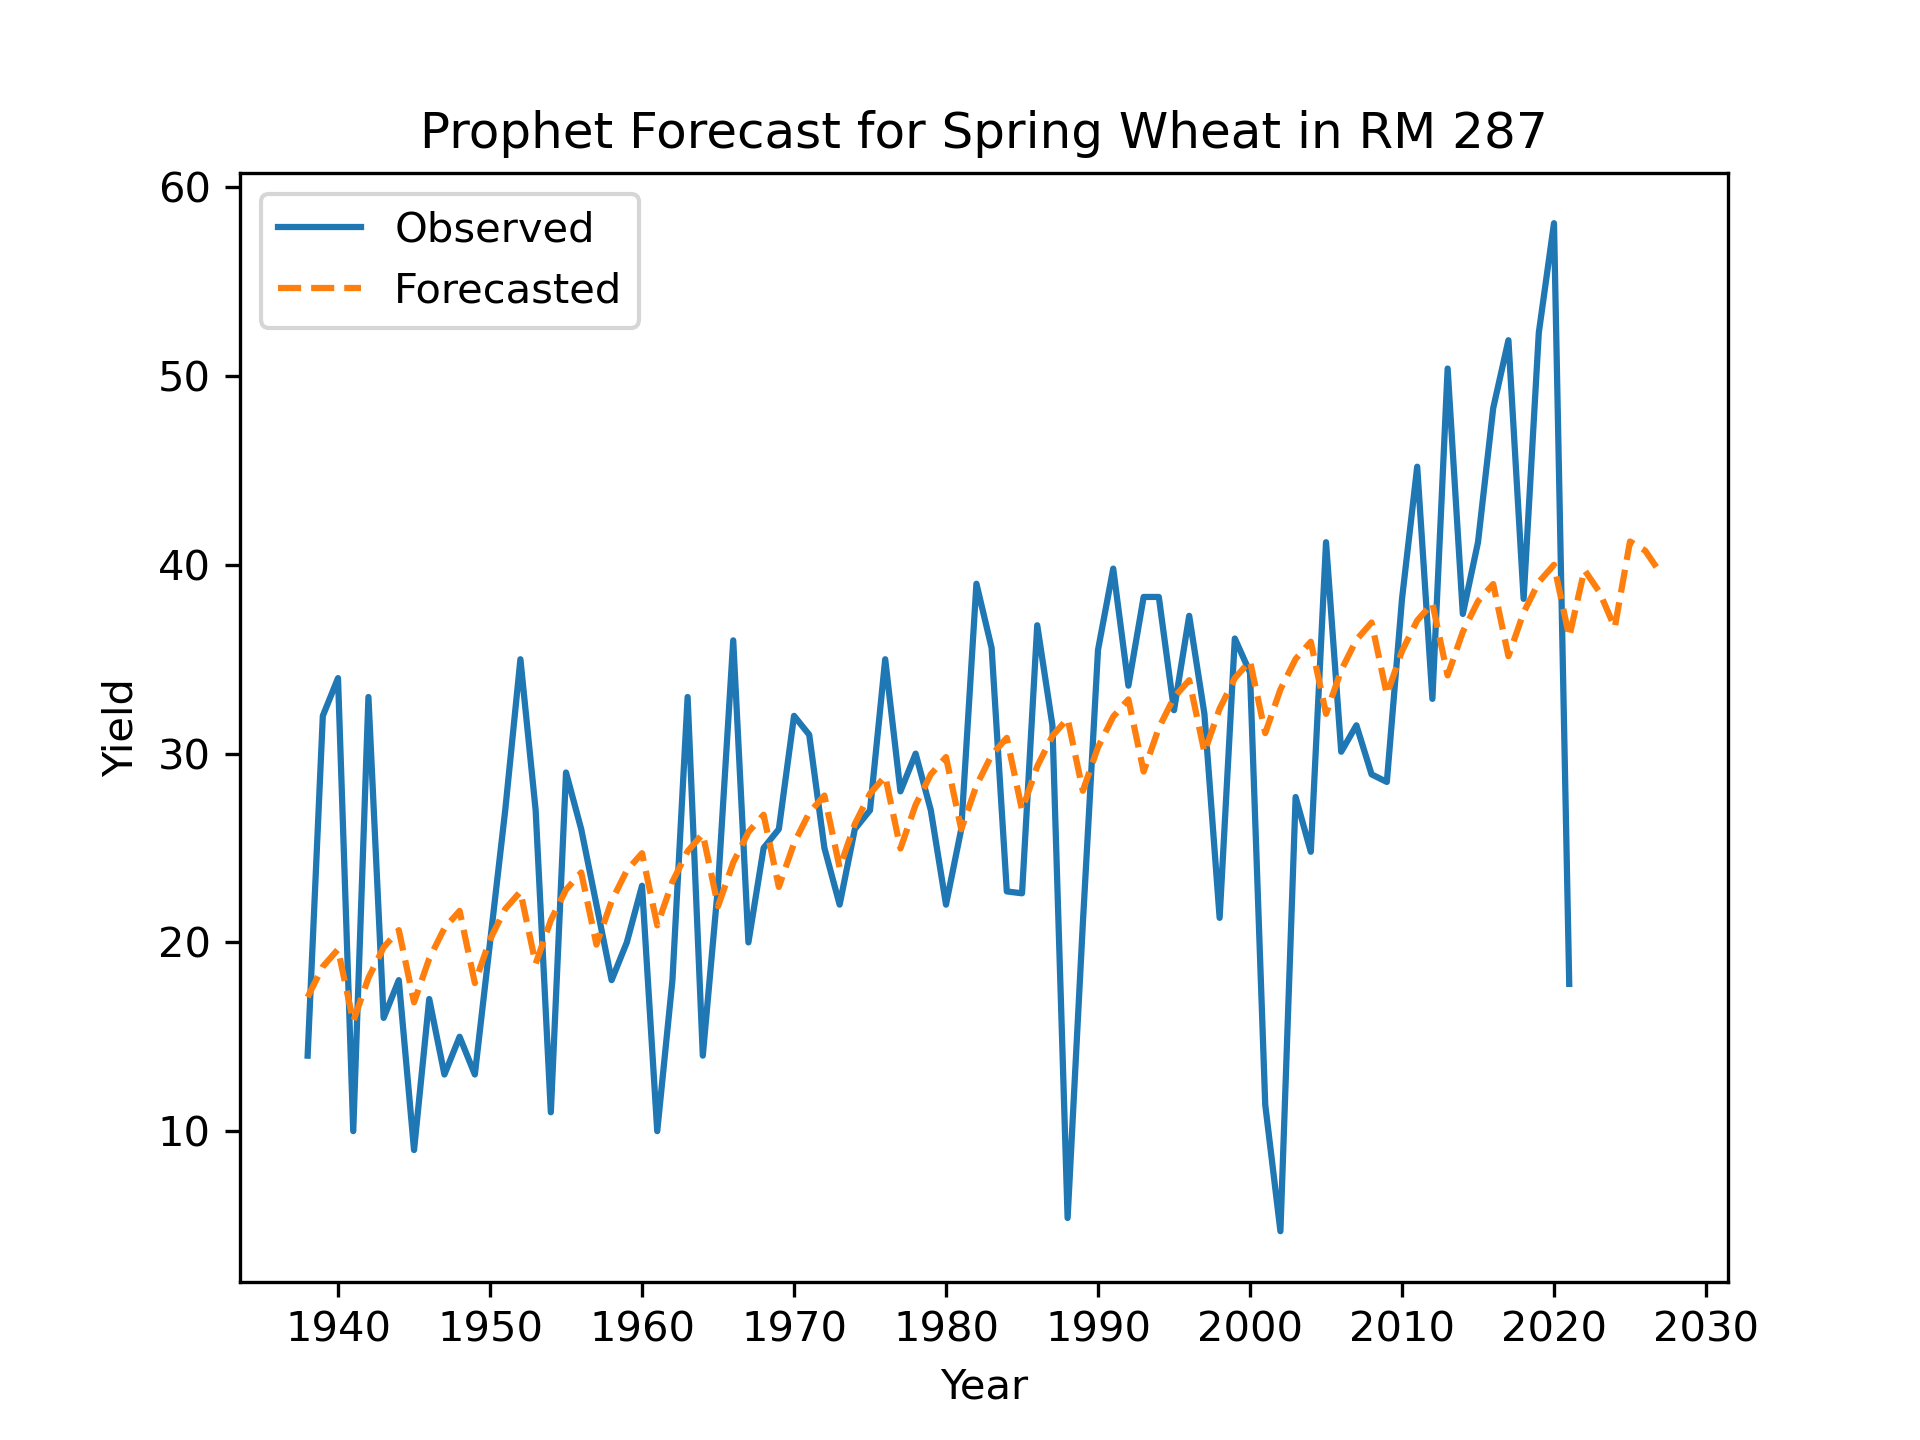 Prophet Forecast for Spring Wheat in RM 287
Observed
Forecasted
60
50
40
30
20
10
Yield
1940 1950 1960 1970 1980 1990 2000 2010 2020 2030
Year